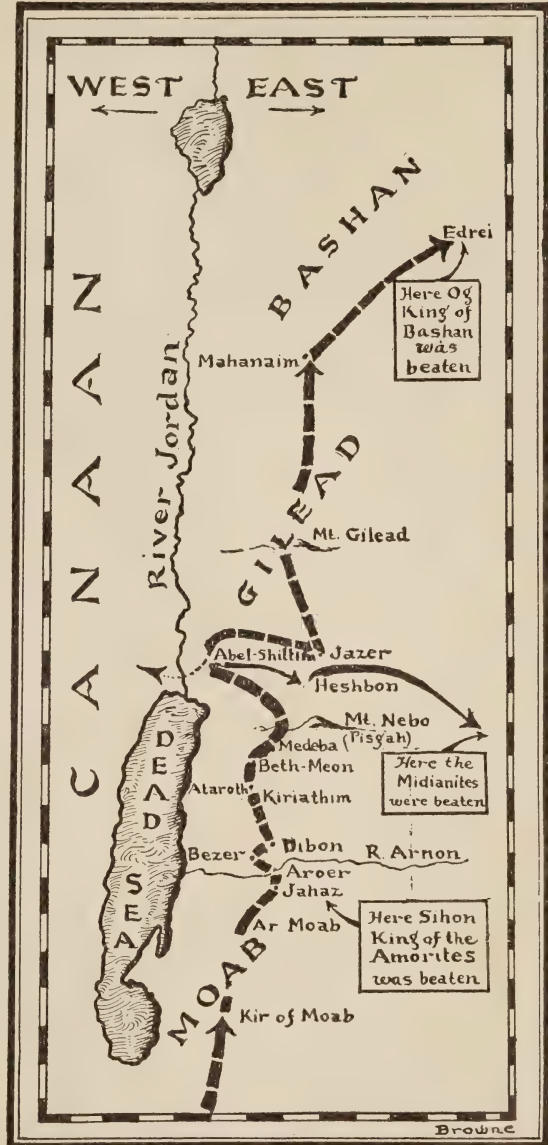 WEST EAST
BASHAN
Edrei
Here Og
King of
Bashan
was
beaten
Mahanaim
CANAAN
River Jordan
GILEAD
Mt. Gilead
Abel-Shittim
Jazer
Heshbon
Mt. Nebo
(Pisgah)
Medeba
Here the
Midianites
were beaten
Beth-Meon
Ataroth
Kiriathim
DEAD
SEA
Dibon
Bezer
R. Arnon
Aroer
Jahaz
Here Sihon
King of the
Amorites
was beaten
Ar Moab
MOAB
Kir of Moab
Browne